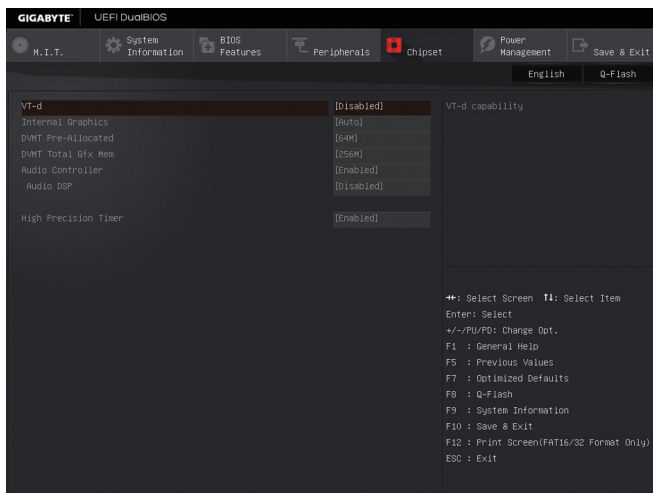 GIGABYTE™ UEFI DualBIOS
M.I.T. System Information BIOS Features Peripherals Chipset Power Management Save & Exit
English Q-Flash
VT-d [Disabled] VT-d capability
Internal Graphics [Auto]
DVMT Pre-Allocated [64M]
DVMT Total Gfx Mem [256M]
Audio Controller [Enabled]
Audio DSP [Disabled]
High Precision Timer [Enabled]
→←: Select Screen ↑↓: Select Item
Enter: Select
+/-/PU/PD: Change Opt.
F1 : General Help
F5 : Previous Values
F7 : Optimized Defaults
F8 : Q-Flash
F9 : System Information
F10 : Save & Exit
F12 : Print Screen(FAT16/32 Format Only)
ESC : Exit